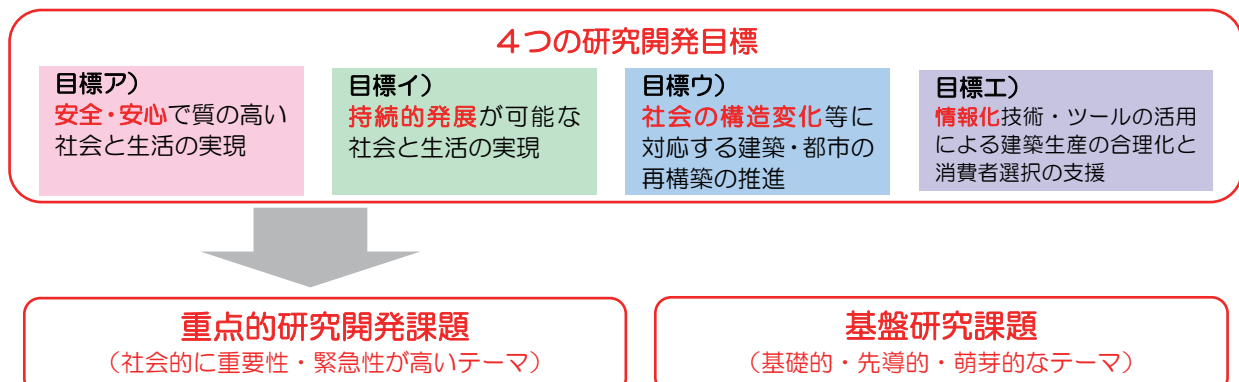 4つの研究開発目標
目標ア）
安全・安心で質の高い
社会と生活の実現
目標イ）
持続的発展が可能な
社会と生活の実現
目標ウ）
社会の構造変化等に
対応する建築・都市の
再構築の推進
目標エ）
情報化技術・ツールの活用
による建築生産の合理化と
消費者選択の支援
重点的研究開発課題
（社会的に重要性・緊急性が高いテーマ）
基盤研究課題
（基礎的・先導的・萌芽的なテーマ）